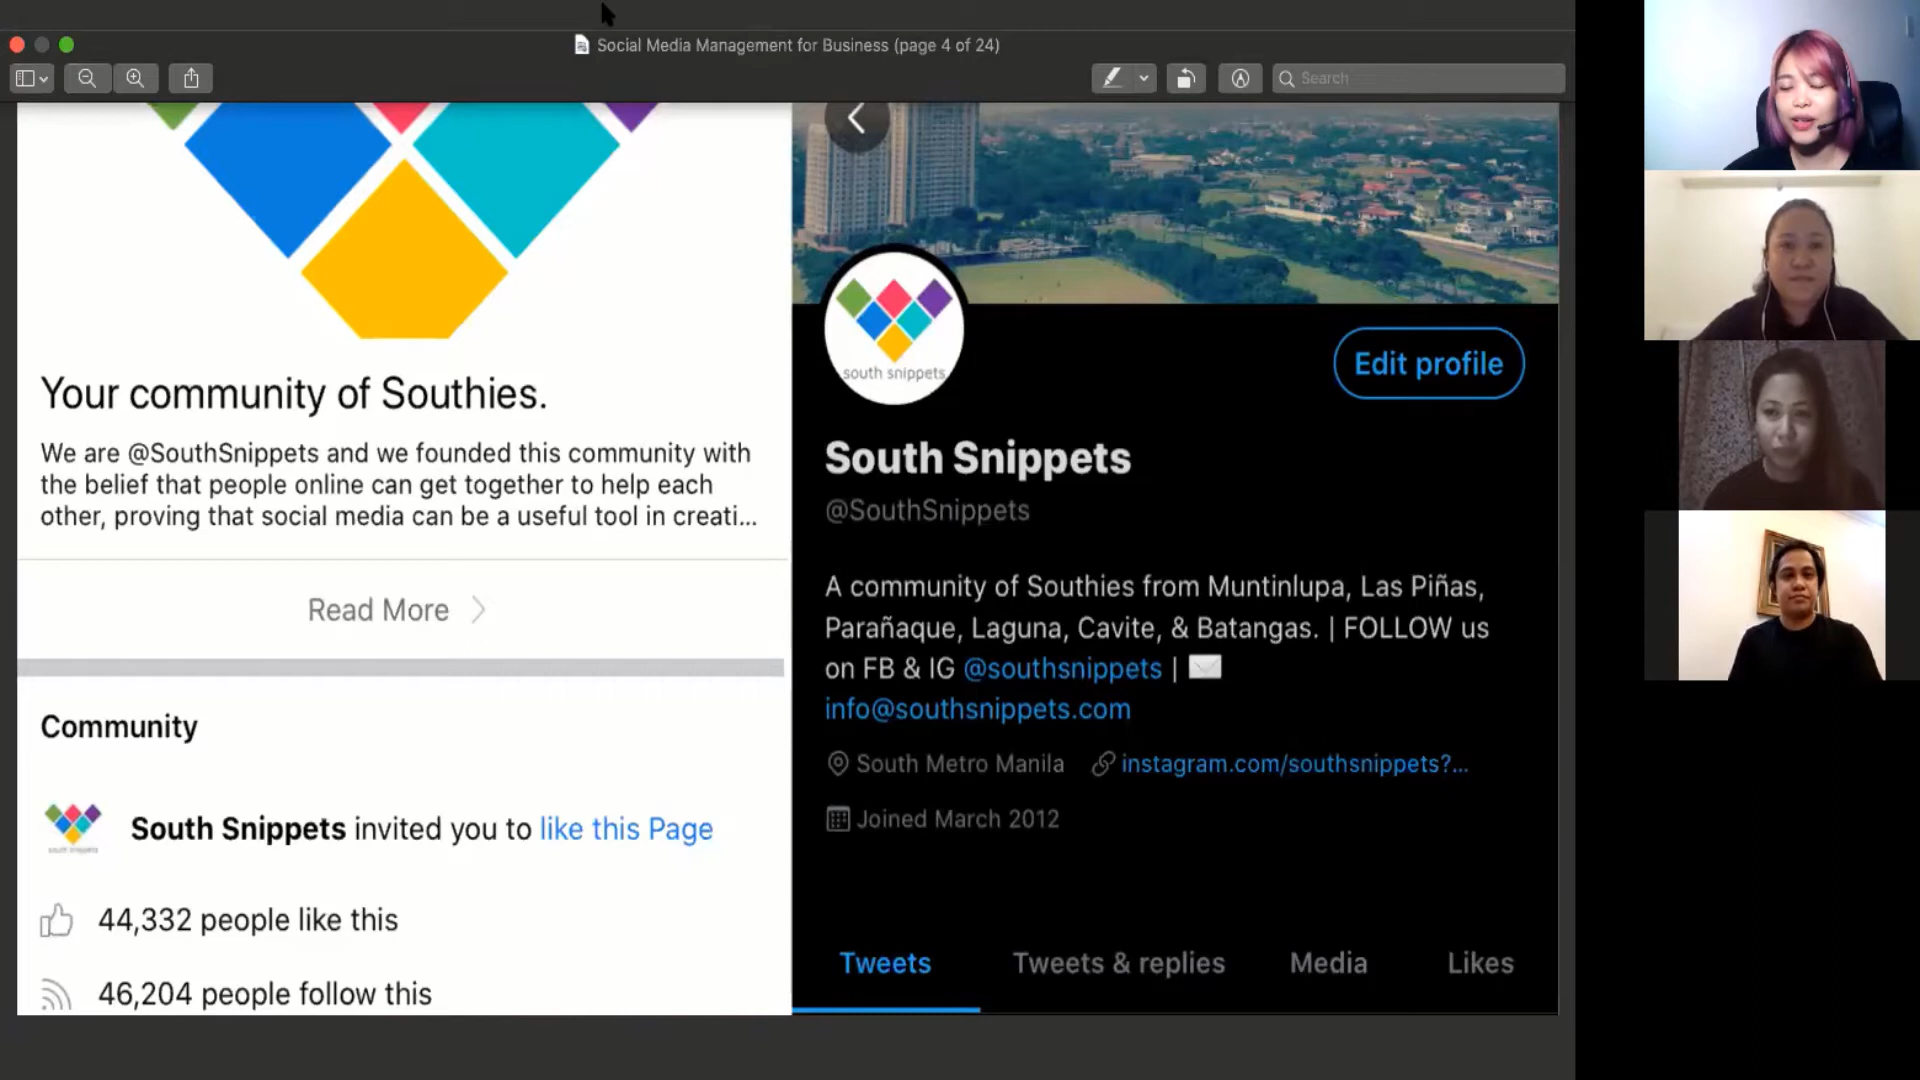 Social Media Management for Business (page 4 of 24)
Search
Your community of Southies.
We are @SouthSnippets and we founded this community with
the belief that people online can get together to help each
other, proving that social media can be a useful tool in creati...
Read More
Community
south snippets
South Snippets invited you to like this Page
44,332 people like this
46,204 people follow this
south snippets
Edit profile
South Snippets
@SouthSnippets
A community of Southies from Muntinlupa, Las Piñas,
Parañaque, Laguna, Cavite, & Batangas. | FOLLOW us
on FB & IG @southsnippets |
info@southsnippets.com
South Metro Manila instagram.com/southsnippets?...
Joined March 2012
Tweets Tweets & replies Media Likes